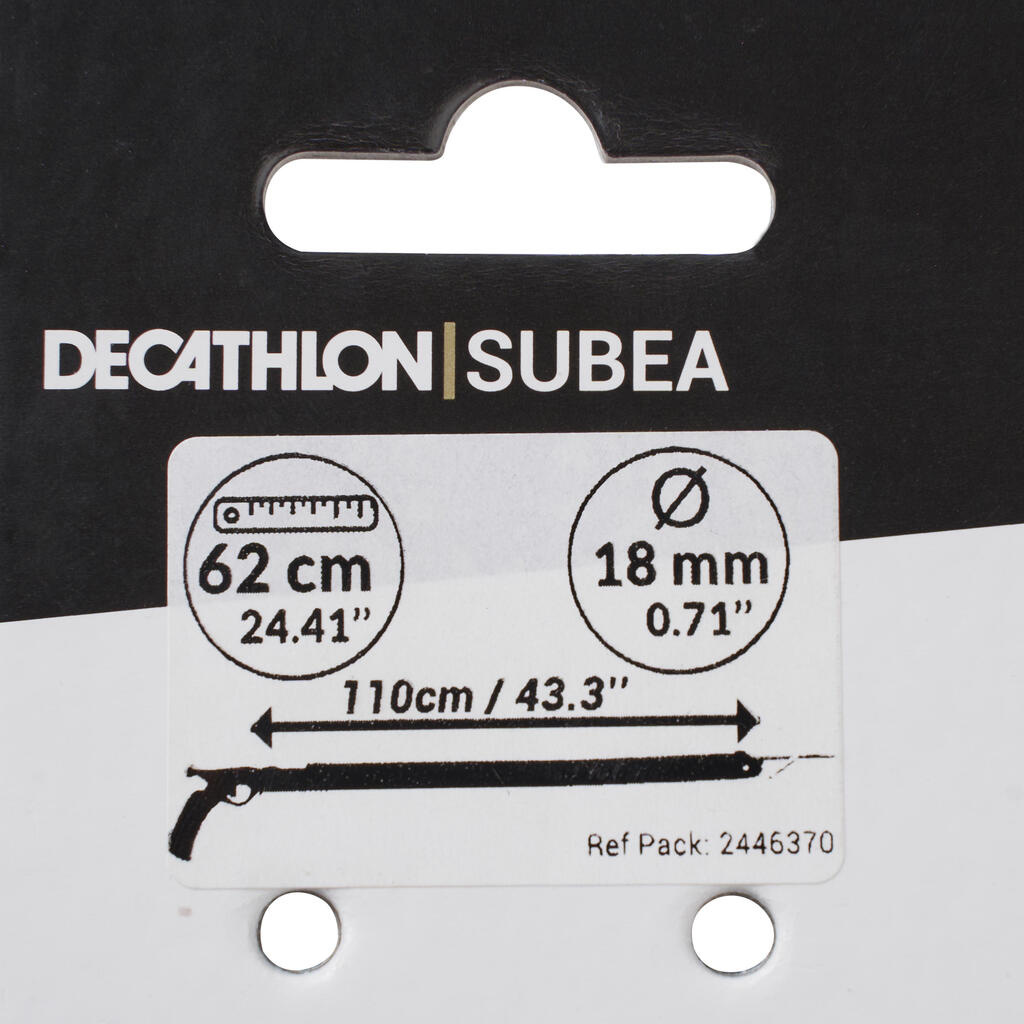 DECATHLON | SUBEA
Ø
62 cm
18 mm
24.41”
0.71”
110cm / 43.3”
Ref Pack: 2446370